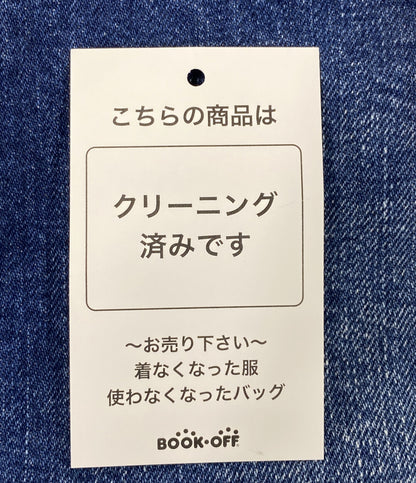 こちらの商品は
クリーニング
済みです
〜お売り下さい〜
着なくなった服
使わなくなったバッグ
BOOK・OFF